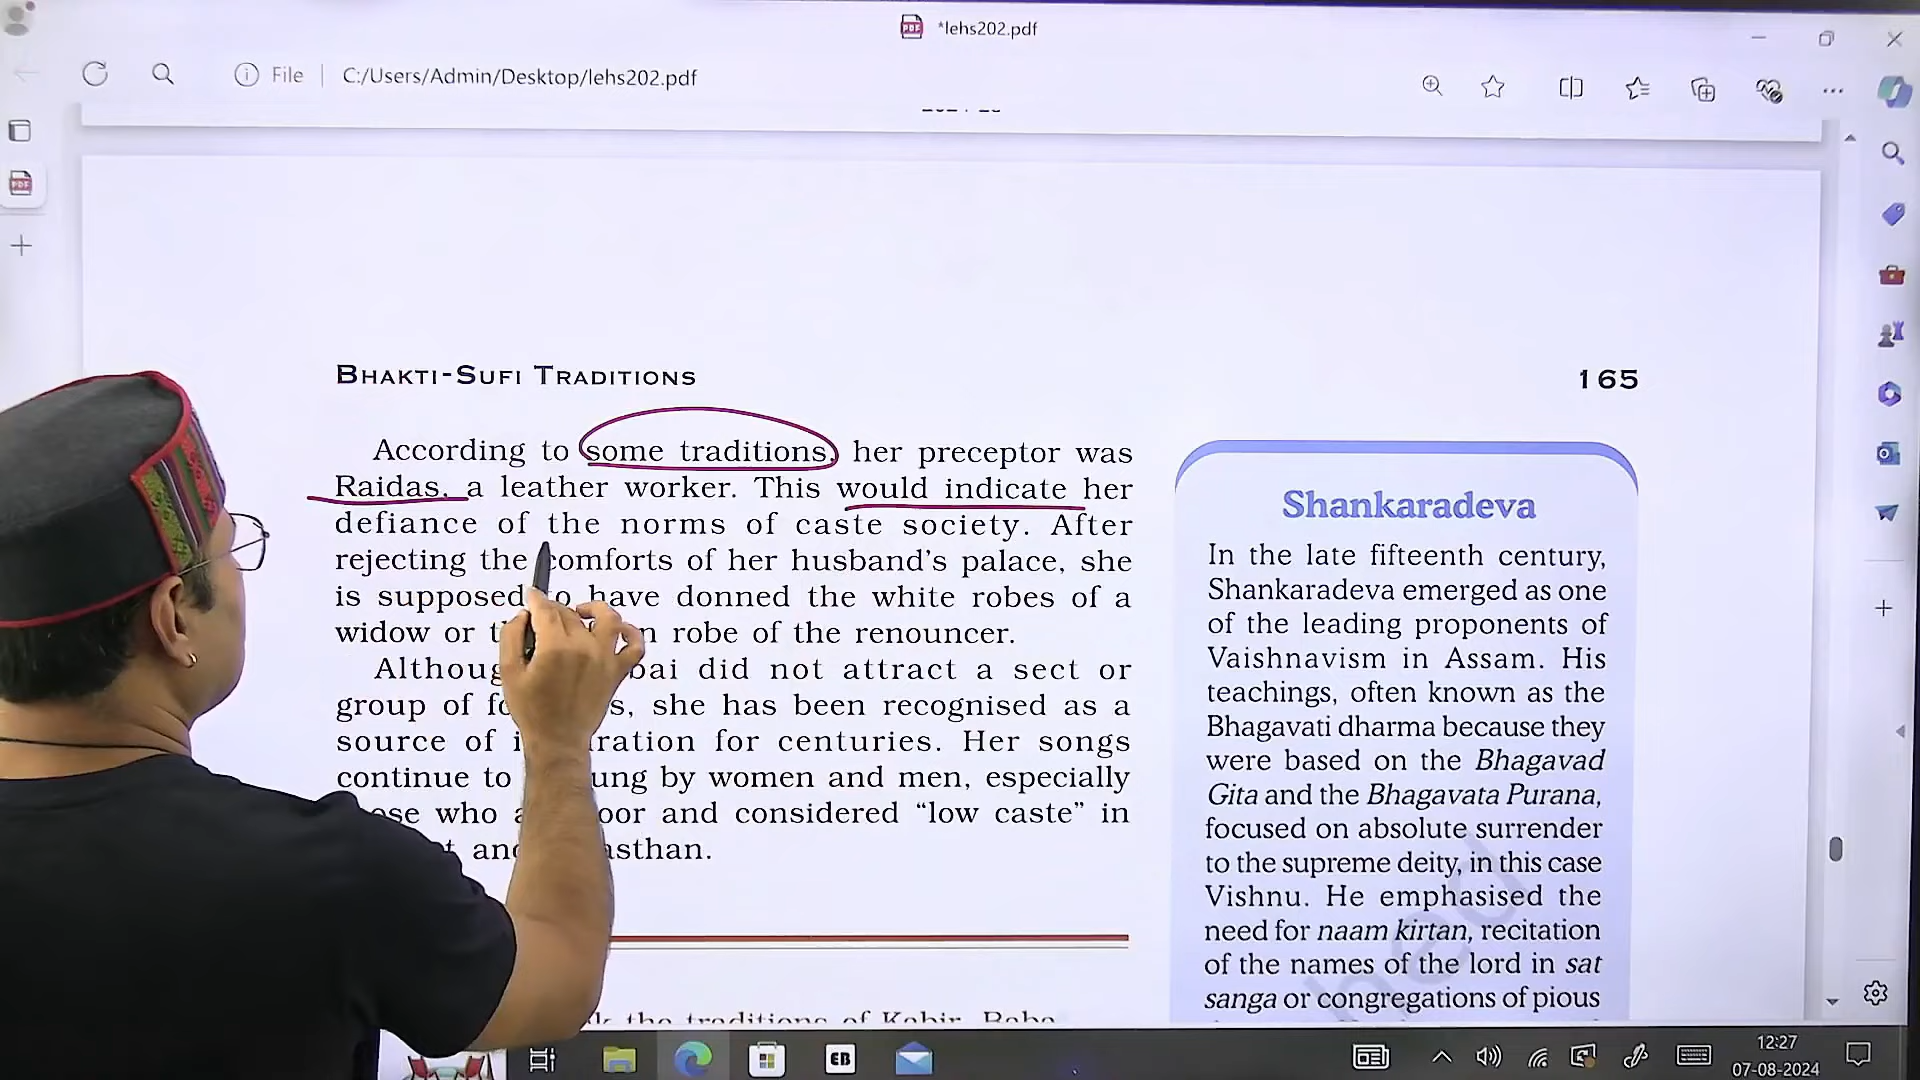 *lehs202.pdf
File
C:/Users/Admin/Desktop/lehs202.pdf
BHAKTI-SUFI TRADITIONS
165
According to some traditions, her preceptor was
Raidas, a leather worker. This would indicate her
defiance of the norms of caste society. After
rejecting the comforts of her husband's palace, she
is supposed to have donned the white robes of a
widow or robe of the renouncer.
did not attract a sect or
group of she has been recognised as a
source of for centuries. Her songs
continue to by women and men, especially
who and considered "low caste" in
Shankaradeva
In the late fifteenth century,
Shankaradeva emerged as one
of the leading proponents of
Vaishnavism in Assam. His
teachings, often known as the
Bhagavati dharma because they
were based on the Bhagavad
Gita and the Bhagavata Purana,
focused on absolute surrender
to the supreme deity, in this case
Vishnu. He emphasised the
need for naam kirtan, recitation
of the names of the lord in sat
sanga or congregations of pious
the traditions of Kabir, Baba
EB
12:27
07-08-2024